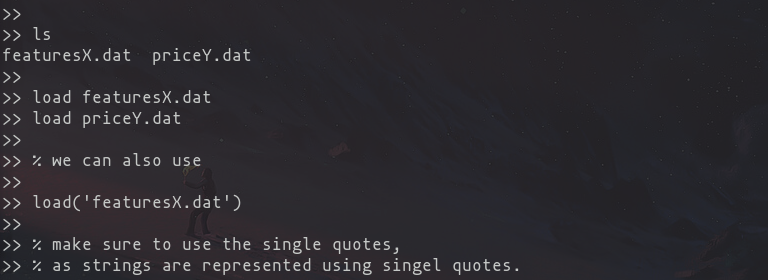 >>
>> ls
featuresX.dat  priceY.dat
>>
>> load featuresX.dat
>> load priceY.dat
>>
>> % we can also use
>>
>> load('featuresX.dat')
>>
>> % make sure to use the single quotes,
>> % as strings are represented using singel quotes.